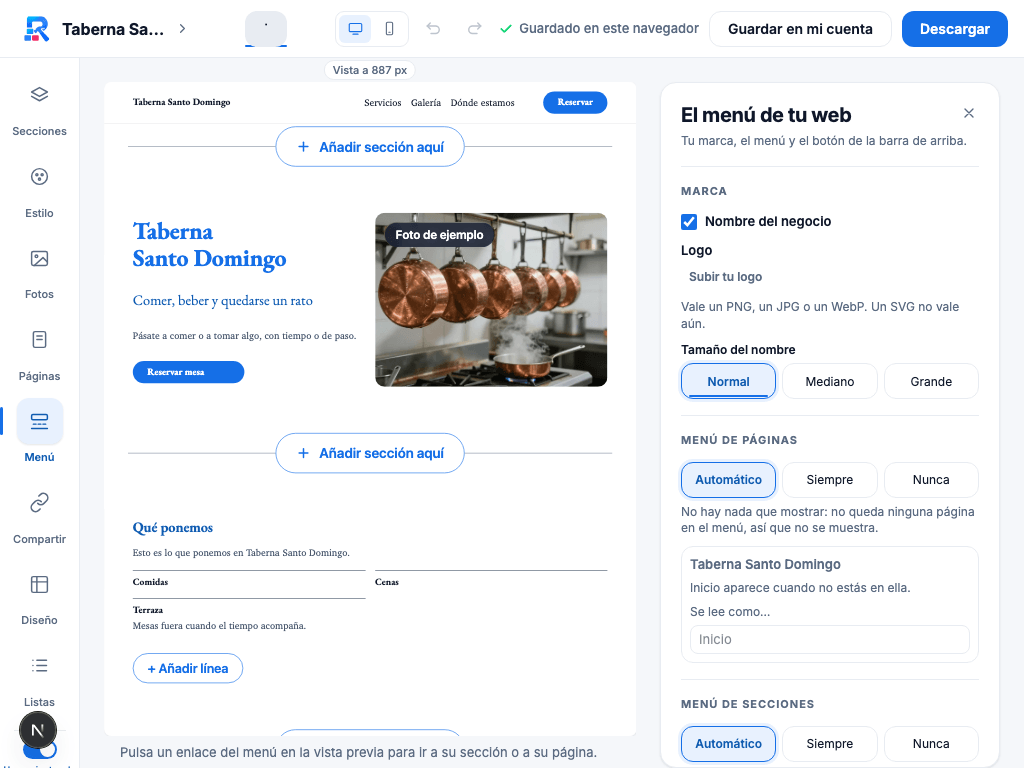 Taberna Sa...
Guardado en este navegador
Guardar en mi cuenta
Descargar
Vista a 887 px
Secciones
Estilo
Fotos
Páginas
Menú
Compartir
Diseño
Listas
N
Taberna Santo Domingo
Servicios Galería Dónde estamos
Reservar
+ Añadir sección aquí
Taberna
Santo Domingo
Comer, beber y quedarse un rato
Pásate a comer o a tomar algo, con tiempo o de paso.
Reservar mesa
Foto de ejemplo
+ Añadir sección aquí
Qué ponemos
Esto es lo que ponemos en Taberna Santo Domingo.
Comidas
Cenas
Terraza
Mesas fuera cuando el tiempo acompaña.
+ Añadir línea
Pulsa un enlace del menú en la vista previa para ir a su sección o a su página.
El menú de tu web
Tu marca, el menú y el botón de la barra de arriba.
MARCA
Nombre del negocio
Logo
Subir tu logo
Vale un PNG, un JPG o un WebP. Un SVG no vale
aún.
Tamaño del nombre
Normal
Mediano
Grande
MENÚ DE PÁGINAS
Automático
Siempre
Nunca
No hay nada que mostrar: no queda ninguna página
en el menú, así que no se muestra.
Taberna Santo Domingo
Inicio aparece cuando no estás en ella.
Se lee como...
Inicio
MENÚ DE SECCIONES
Automático
Siempre
Nunca